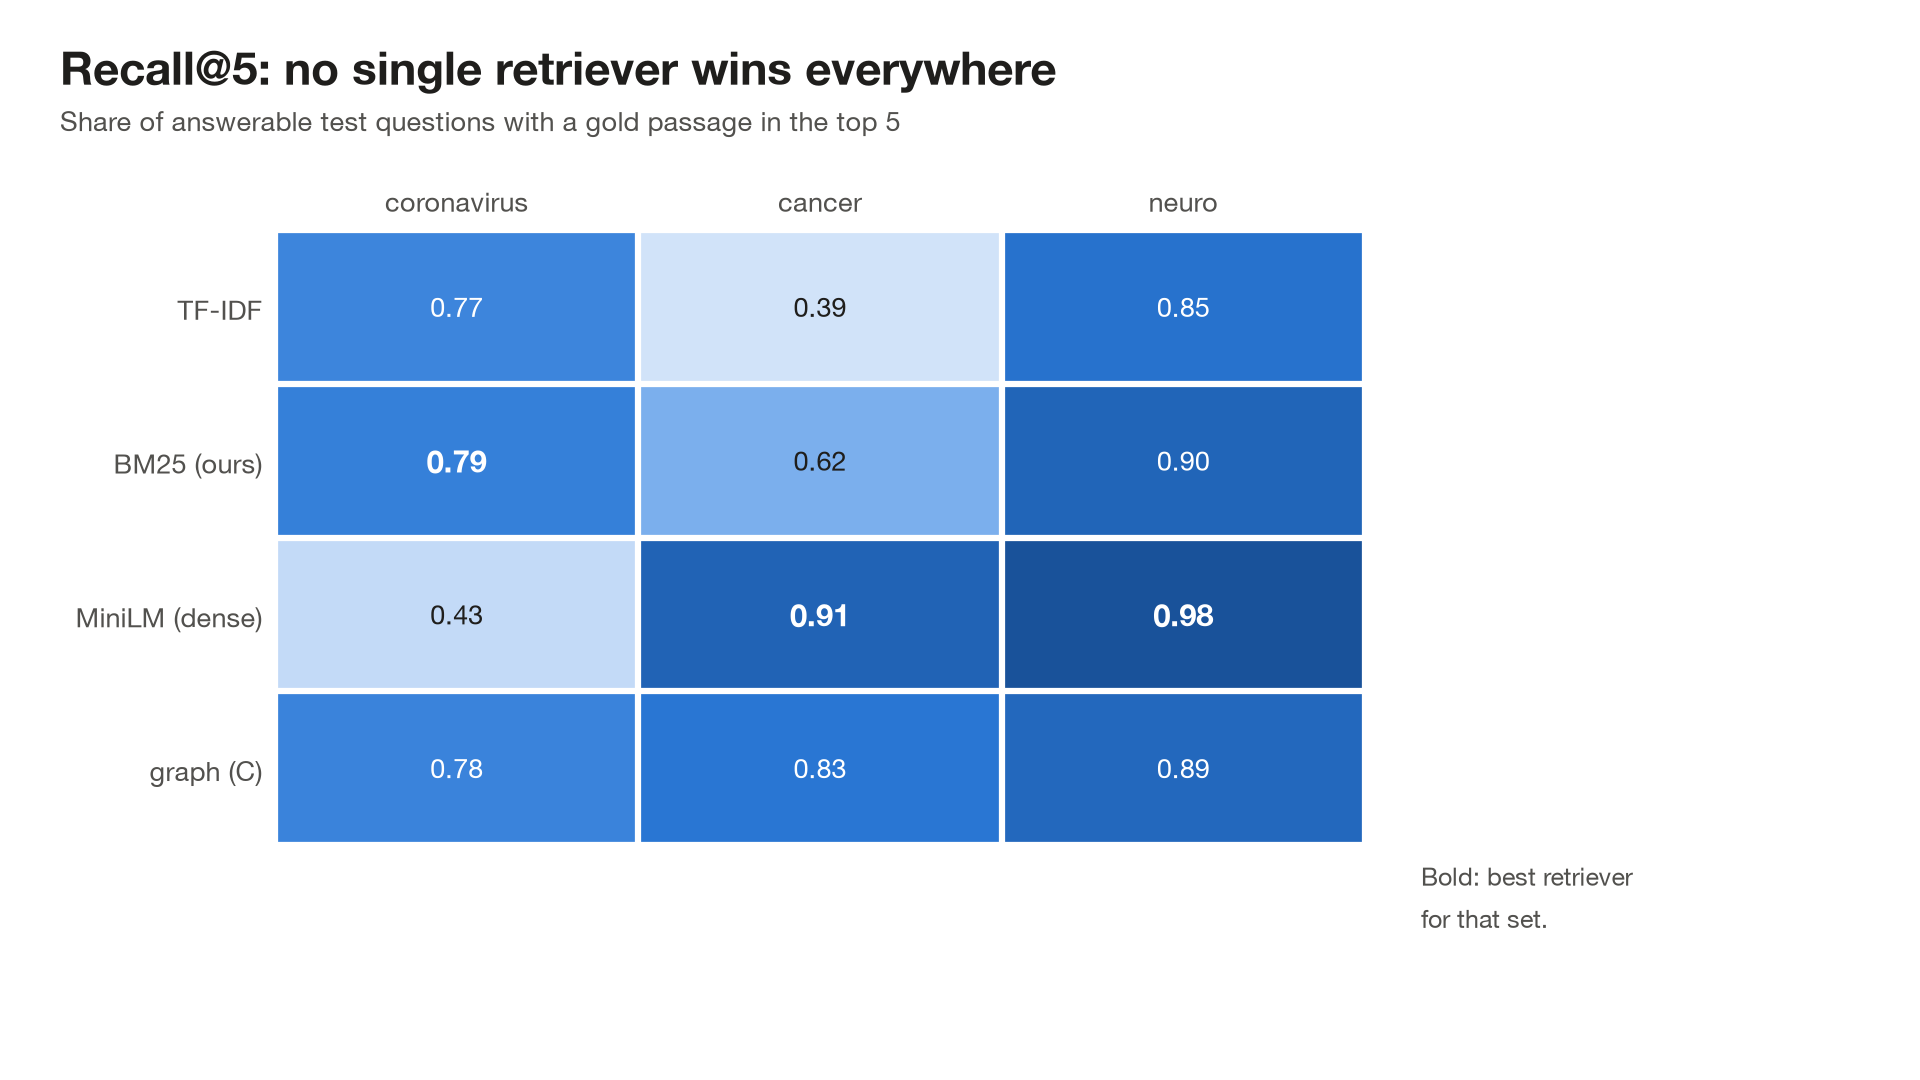 Recall@5: no single retriever wins everywhere
Share of answerable test questions with a gold passage in the top 5
coronavirus cancer neuro
TF-IDF 0.77 0.39 0.85
BM25 (ours) 0.79 0.62 0.90
MiniLM (dense) 0.43 0.91 0.98
graph (C) 0.78 0.83 0.89
Bold: best retriever
for that set.